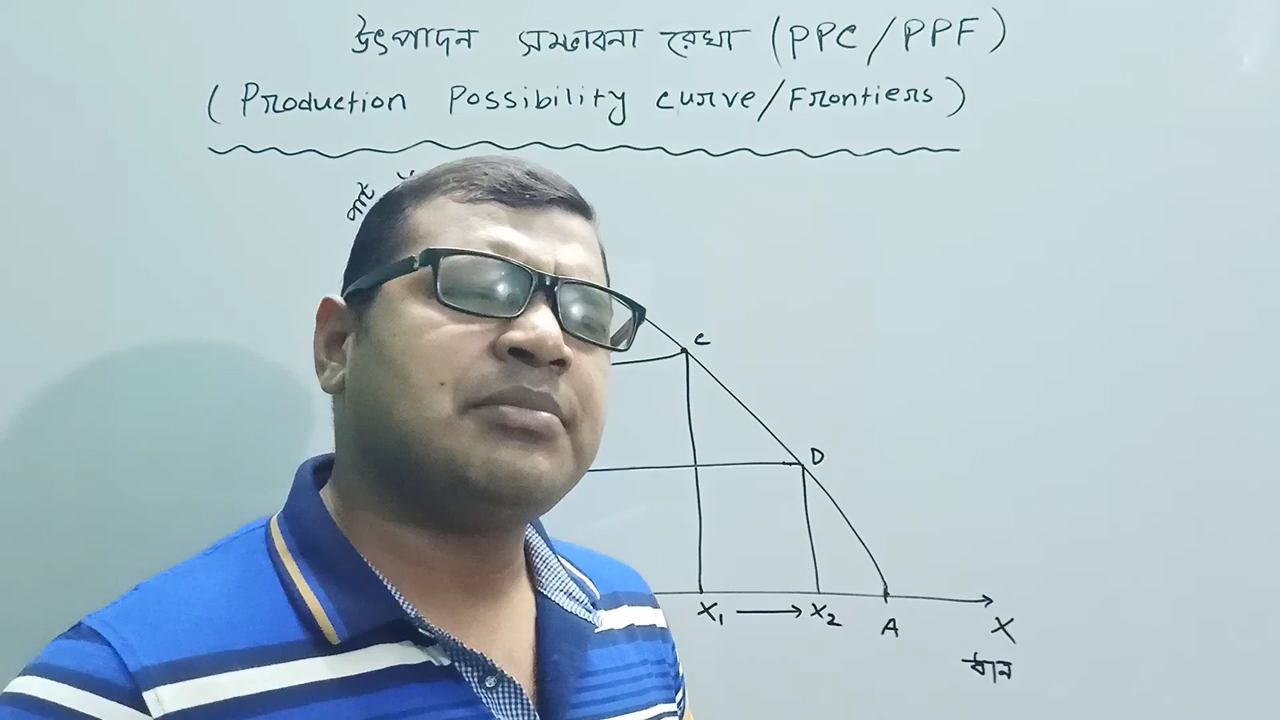 উৎপাদন সম্ভাবনা রেখা (PPC/PPF)
(Production Possibility curve/Frontiers)
পাট
C
D
X₁ → X₂
A
X
ধান